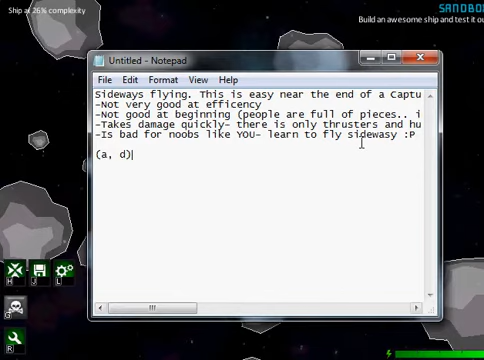 Ship at 26% complexity
SANDBO
Build an awesome ship and test it ou
Untitled - Notepad
File Edit Format View Help
Sideways flying. This is easy near the end of a Captu
-Not very good at efficency
-Not good at beginning (people are full of pieces.. i
-Takes damage quickly- there is only thrusters and hu
-Is bad for noobs like YOU- learn to fly sidewasy :P
(a, d)
H J L
G
R